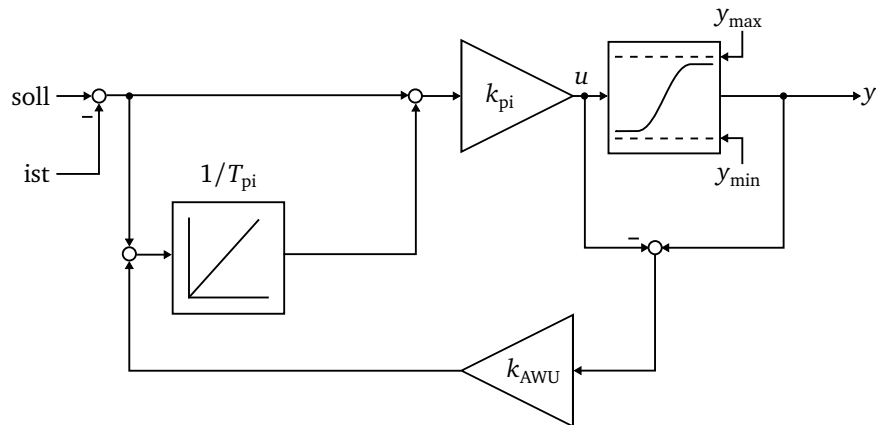 y_max
soll
−
k_pi
u
y
ist
1/T_pi
y_min
−
k_AWU